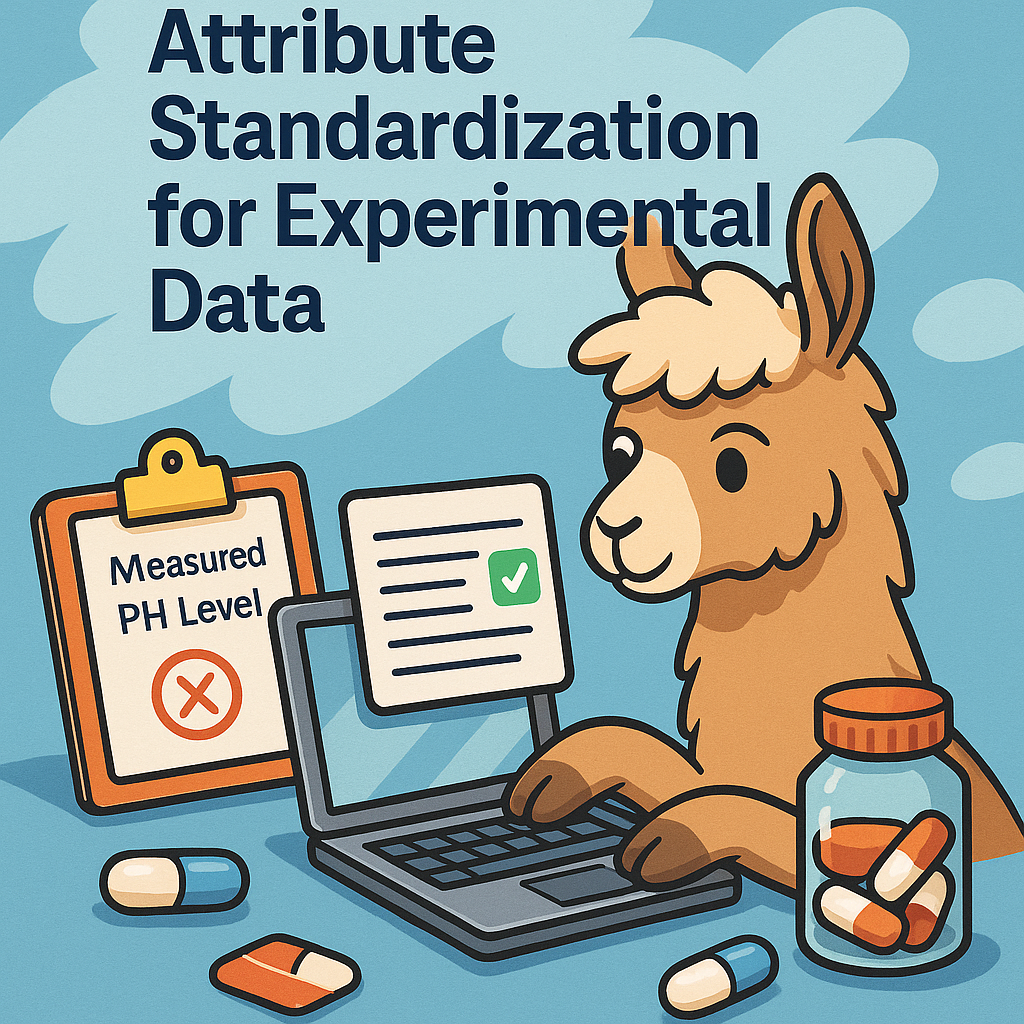 Attribute
Standardization
for Experimental
Data
Measured
PH Level